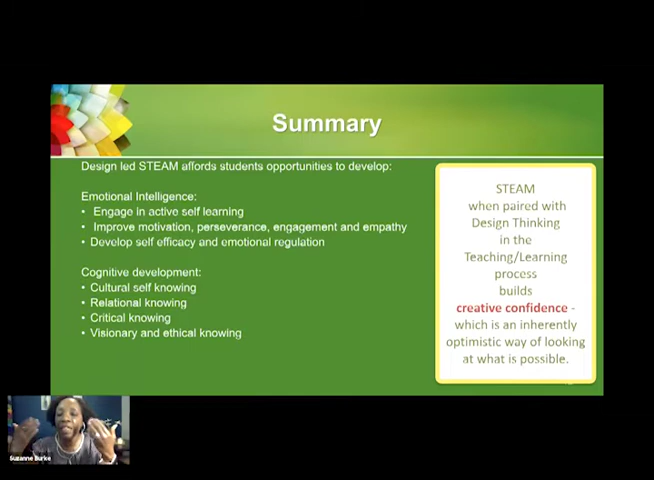 Summary
Design led STEAM affords students opportunities to develop:
Emotional Intelligence:
• Engage in active self learning
• Improve motivation, perseverance, engagement and empathy
• Develop self efficacy and emotional regulation
Cognitive development:
• Cultural self knowing
• Relational knowing
• Critical knowing
• Visionary and ethical knowing
STEAM
when paired with
Design Thinking
in the
Teaching/Learning
process
builds
creative confidence -
which is an inherently
optimistic way of looking
at what is possible.
Suzanne Burke